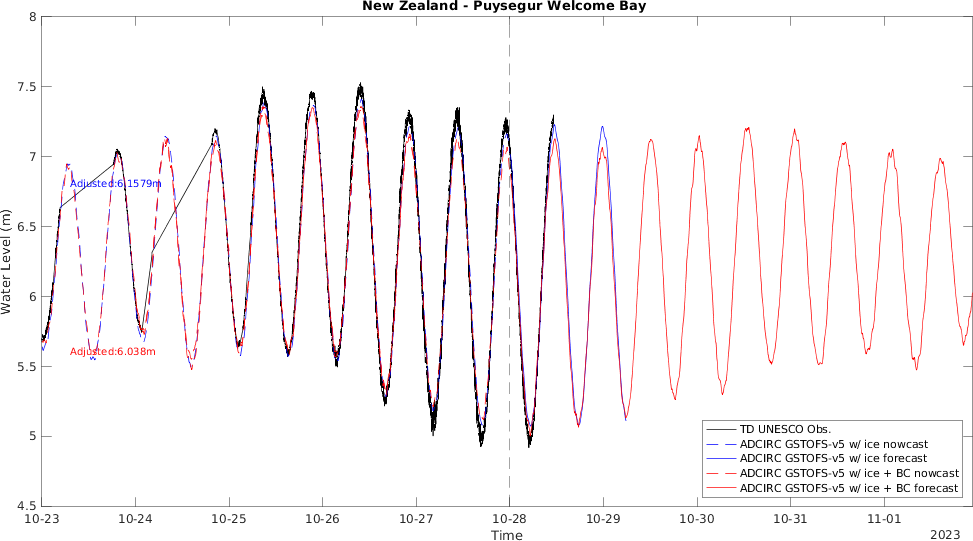 New Zealand - Puysegur Welcome Bay
8
7.5
7
6.5
6
5.5
5
4.5
Water Level (m)
Adjusted:6.1579m
Adjusted:6.038m
TD UNESCO Obs.
ADCIRC GSTOFS-v5 w/ ice nowcast
ADCIRC GSTOFS-v5 w/ ice forecast
ADCIRC GSTOFS-v5 w/ ice + BC nowcast
ADCIRC GSTOFS-v5 w/ ice + BC forecast
10-23 10-24 10-25 10-26 10-27 10-28 10-29 10-30 10-31 11-01
Time
2023